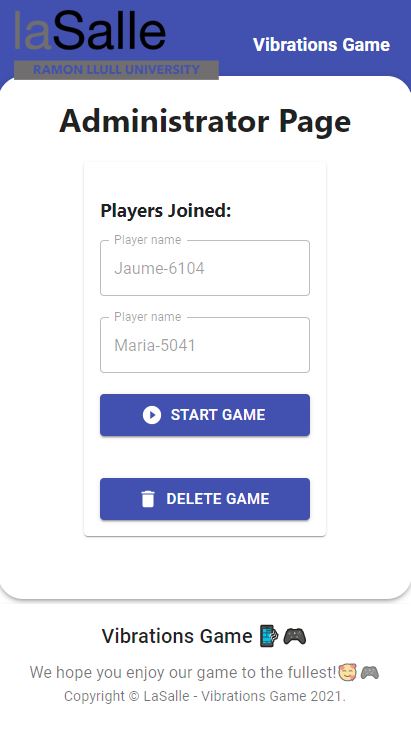 laSalle
RAMON LLULL UNIVERSITY
Vibrations Game
Administrator Page
Players Joined:
Player name
Jaume-6104
Player name
Maria-5041
START GAME
DELETE GAME
Vibrations Game 📳🎮
We hope you enjoy our game to the fullest!🥰 🎮
Copyright © LaSalle - Vibrations Game 2021.